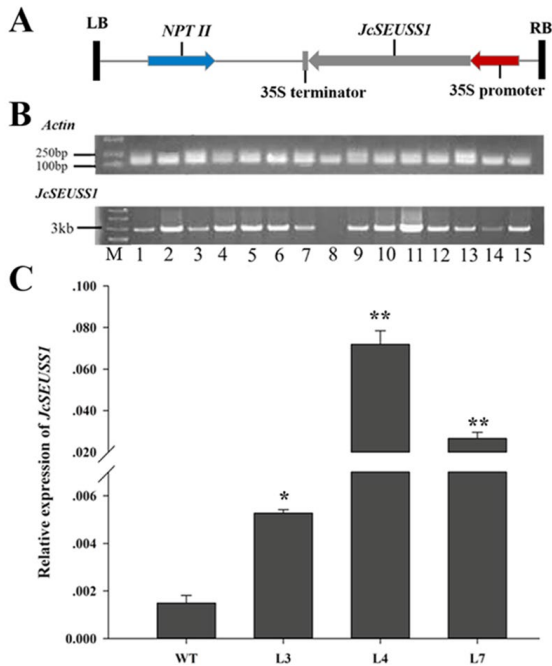 A
LB
NPT II
JcSEUSS1
RB
35S terminator
35S promoter
B
Actin
250bp
100bp
JcSEUSS1
3kb
M 1 2 3 4 5 6 7 8 9 10 11 12 13 14 15
C
Relative expression of JcSEUSS1
.100
.080
.060
.040
.020
.006
.004
.002
0.000
*
**
**
WT L3 L4 L7